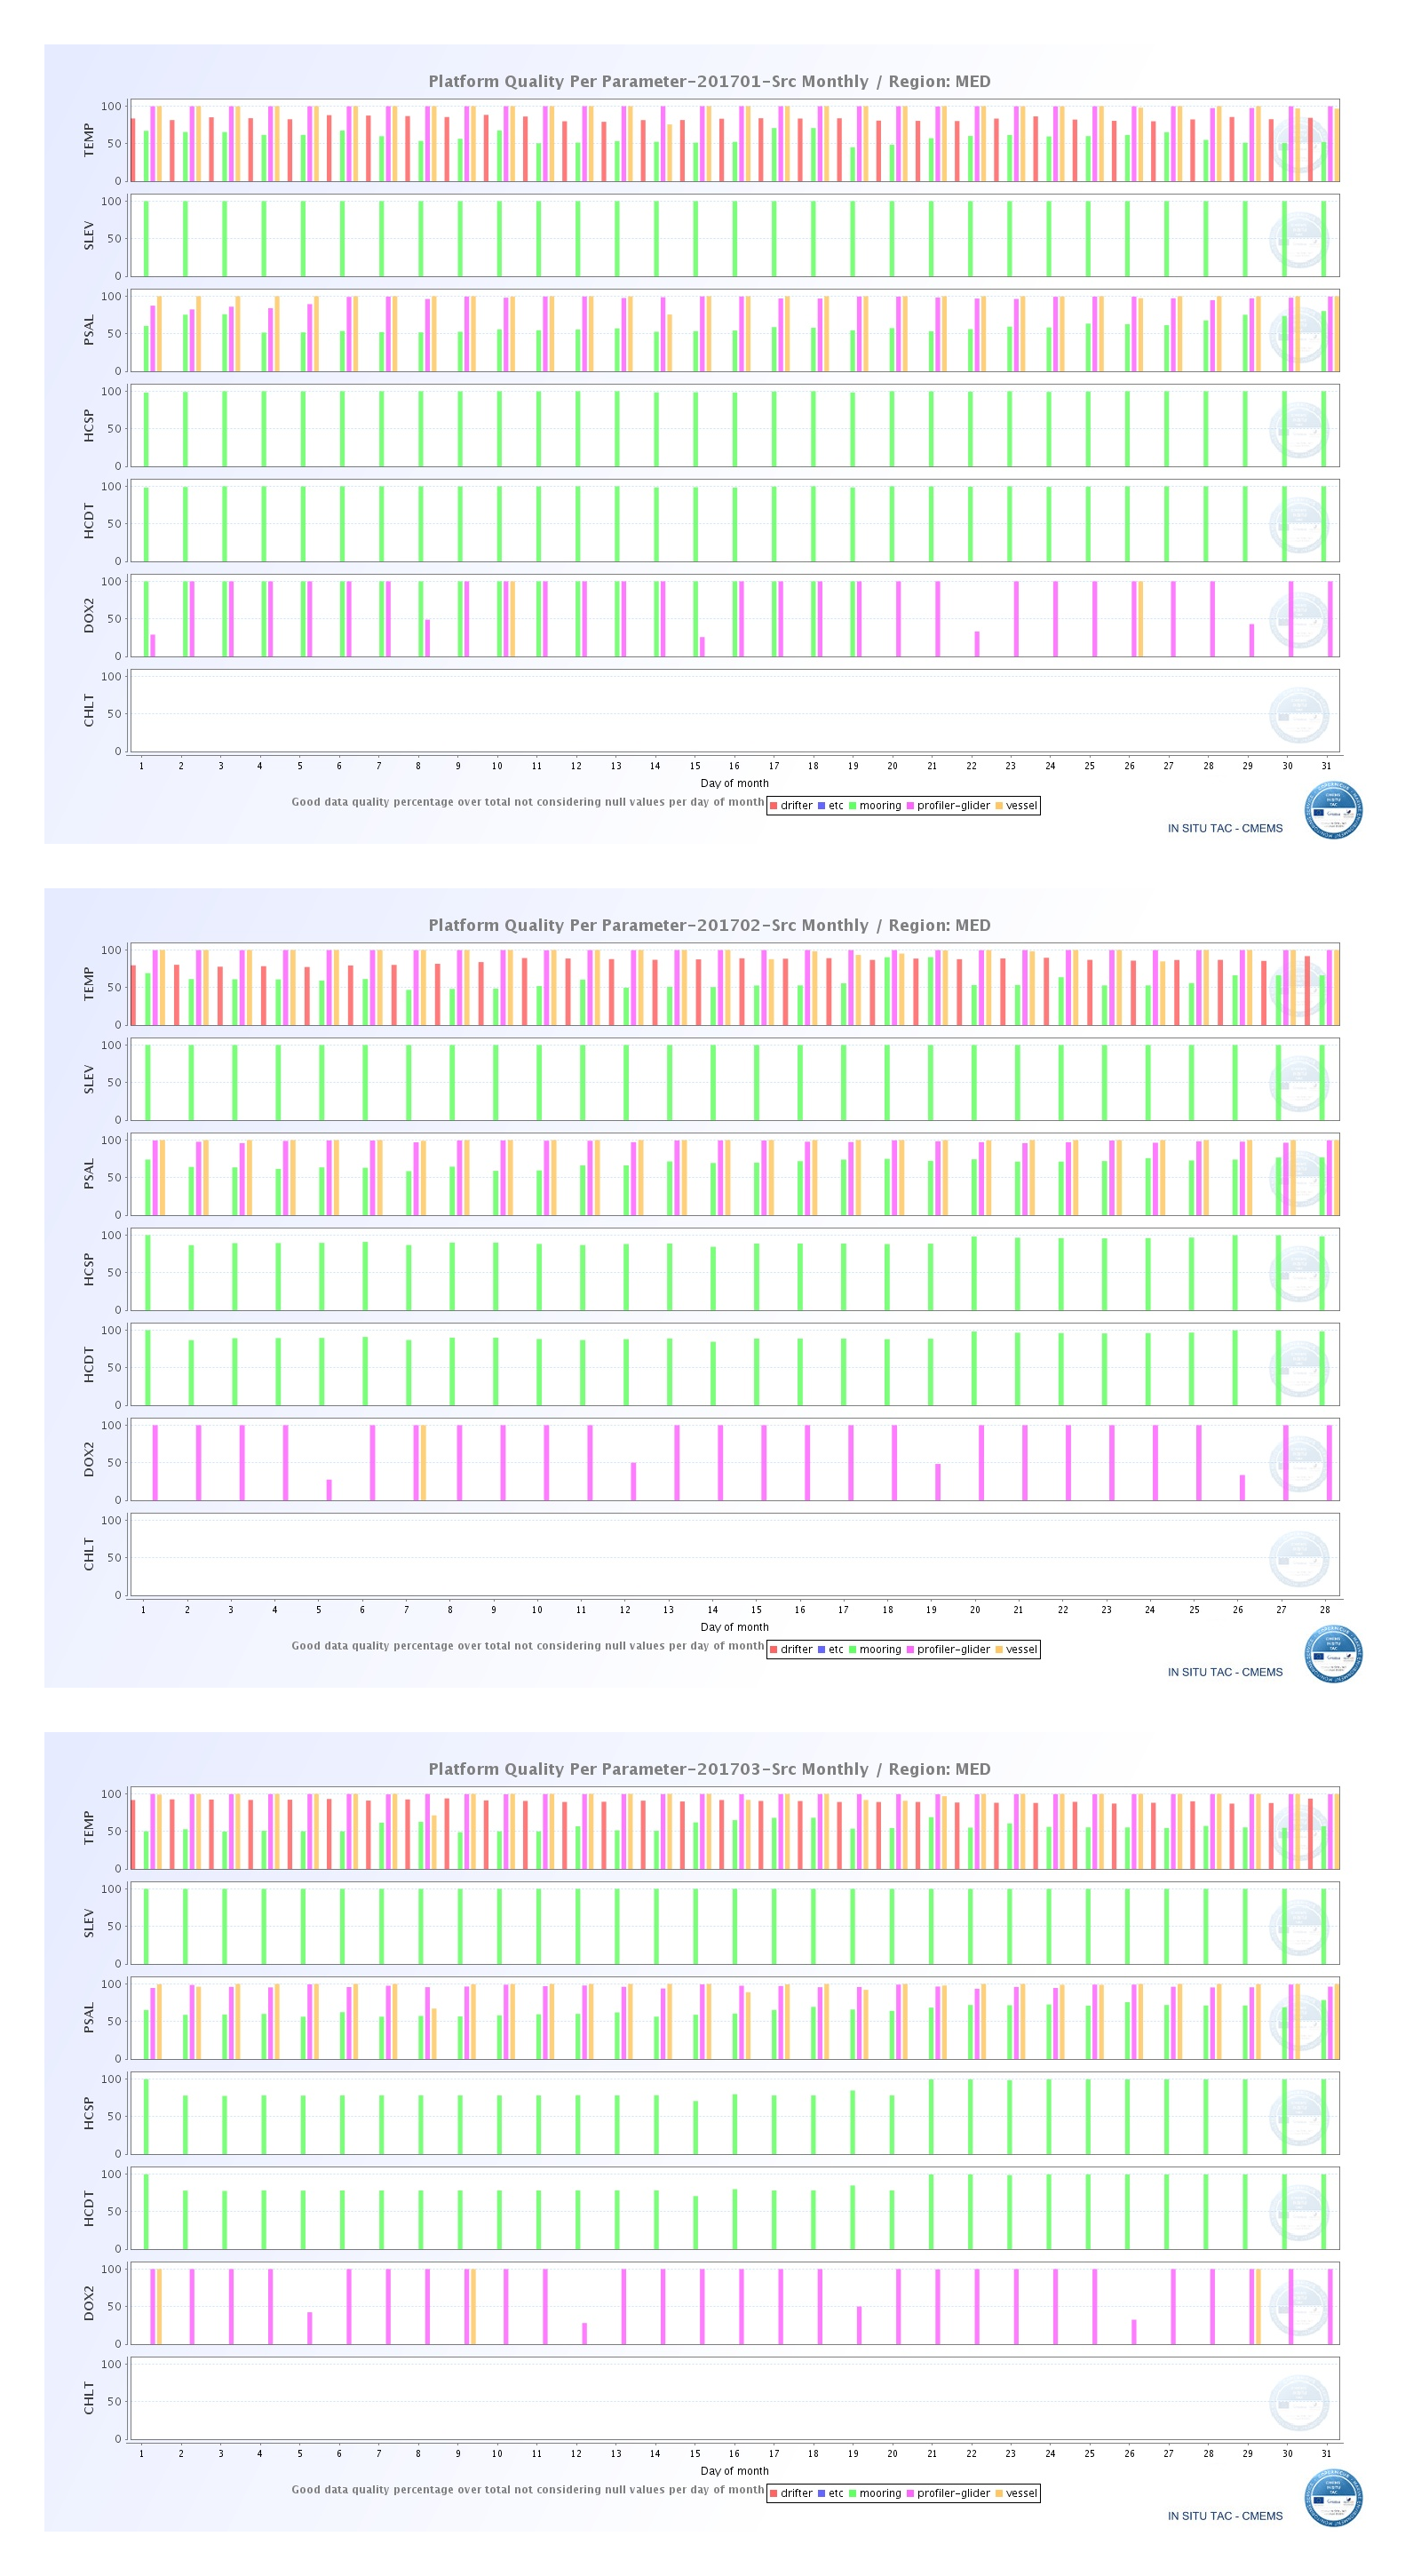 Platform Quality Per Parameter-201701-Src Monthly / Region: MED
TEMP
100
50
0
SLEV
100
50
0
PSAL
100
50
0
HCSP
100
50
0
HCDT
100
50
0
DOX2
100
50
0
CHLT
100
50
0
1 2 3 4 5 6 7 8 9 10 11 12 13 14 15 16 17 18 19 20 21 22 23 24 25 26 27 28 29 30 31
Day of month
Good data quality percentage over total not considering null values per day of month
drifter etc mooring profiler-glider vessel
IN SITU TAC - CMEMS
Platform Quality Per Parameter-201702-Src Monthly / Region: MED
TEMP
100
50
0
SLEV
100
50
0
PSAL
100
50
0
HCSP
100
50
0
HCDT
100
50
0
DOX2
100
50
0
CHLT
100
50
0
1 2 3 4 5 6 7 8 9 10 11 12 13 14 15 16 17 18 19 20 21 22 23 24 25 26 27 28
Day of month
Good data quality percentage over total not considering null values per day of month
drifter etc mooring profiler-glider vessel
IN SITU TAC - CMEMS
Platform Quality Per Parameter-201703-Src Monthly / Region: MED
TEMP
100
50
0
SLEV
100
50
0
PSAL
100
50
0
HCSP
100
50
0
HCDT
100
50
0
DOX2
100
50
0
CHLT
100
50
0
1 2 3 4 5 6 7 8 9 10 11 12 13 14 15 16 17 18 19 20 21 22 23 24 25 26 27 28 29 30 31
Day of month
Good data quality percentage over total not considering null values per day of month
drifter etc mooring profiler-glider vessel
IN SITU TAC - CMEMS